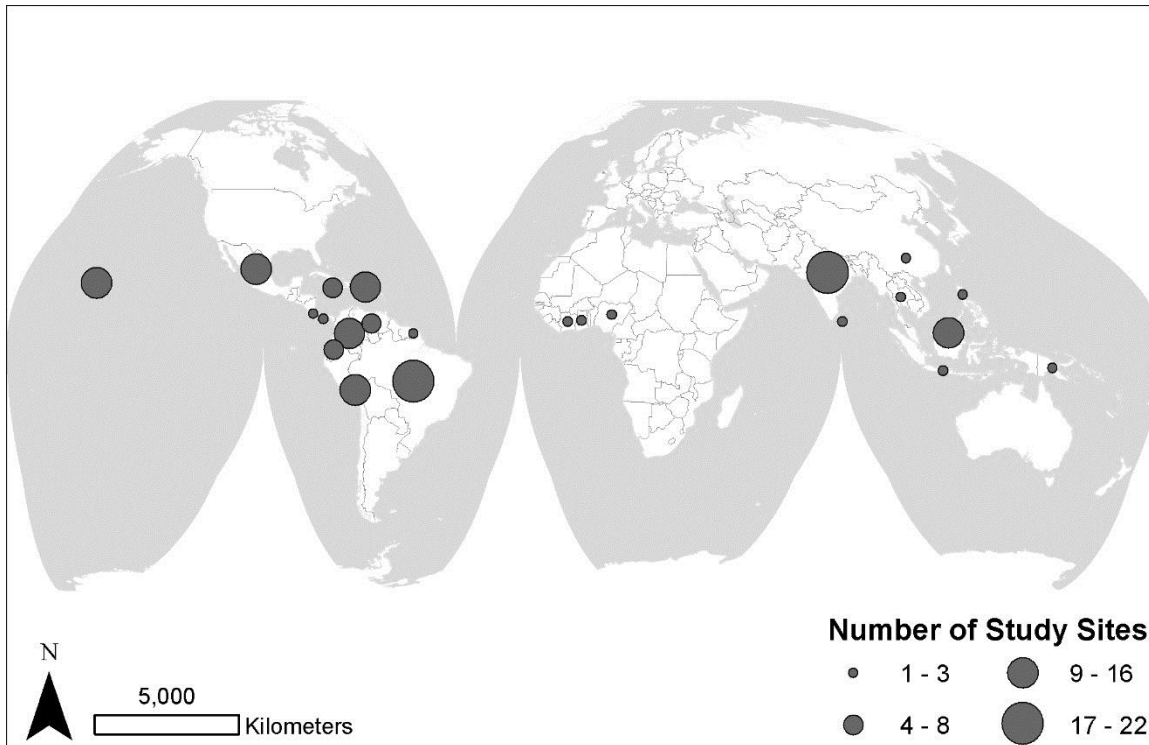 Number of Study Sites
N
1 - 3
9 - 16
5,000
Kilometers
4 - 8
17 - 22